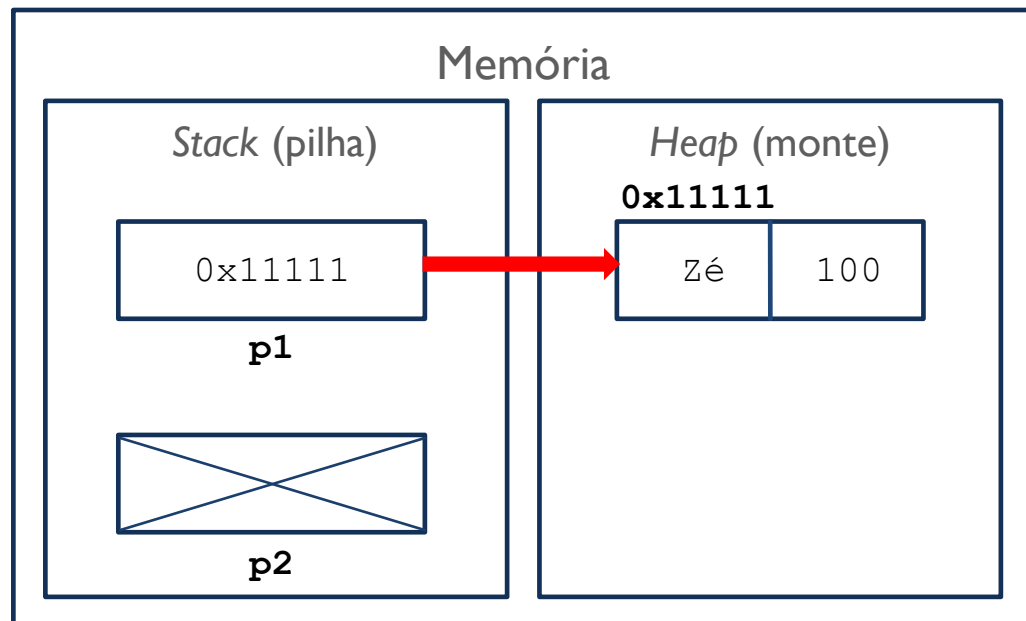 Memória
Stack (pilha)
Heap (monte)
0x11111
0x11111
Zé
100
p1
p2